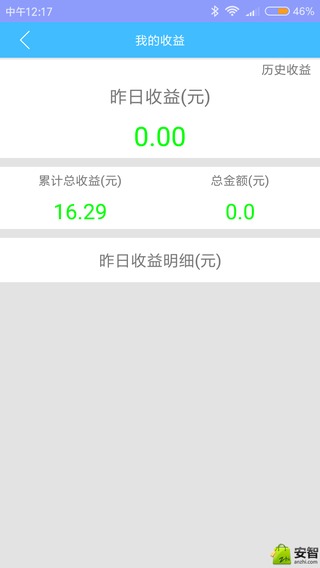 中午12:17 46%
我的收益
历史收益
昨日收益(元)
0.00
累计总收益(元) 总金额(元)
16.29 0.0
昨日收益明细(元)
安智
anzhi.com